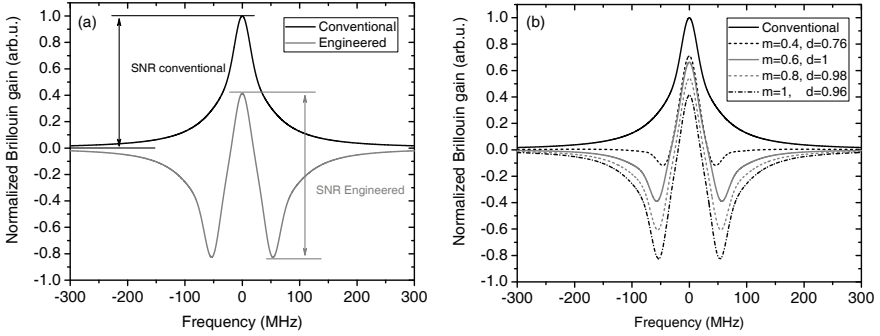 (a)
Conventional
Engineered
SNR conventional
SNR Engineered
Normalized Brillouin gain (arb.u.)
1.0
0.8
0.6
0.4
0.2
0.0
−0.2
−0.4
−0.6
−0.8
−1.0
−300
−200
−100
0
100
200
300
Frequency (MHz)
(b)
Conventional
m=0.4, d=0.76
m=0.6, d=1
m=0.8, d=0.98
m=1, d=0.96
Normalized Brillouin gain (arb.u.)
1.0
0.8
0.6
0.4
0.2
0.0
−0.2
−0.4
−0.6
−0.8
−1.0
−300
−200
−100
0
100
200
300
Frequency (MHz)